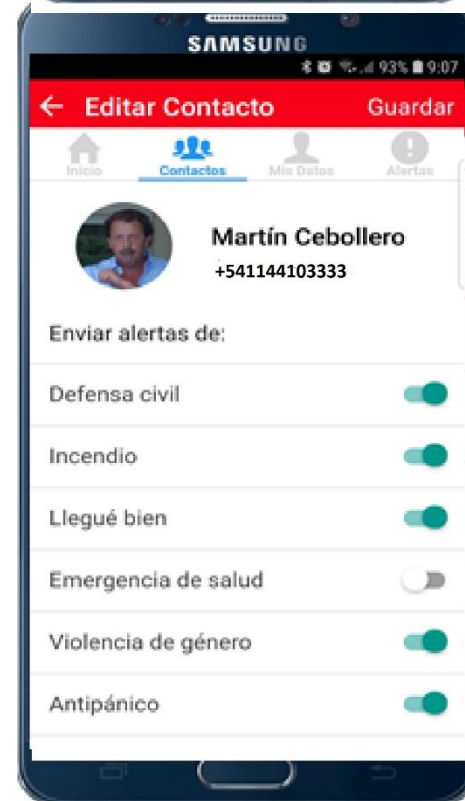 SAMSUNG
93% 9:07
Editar Contacto Guardar
Inicio Contactos Mis Datos Alertas
Martín Cebollero
+541144103333
Enviar alertas de:
Defensa civil
Incendio
Llegué bien
Emergencia de salud
Violencia de género
Antipánico